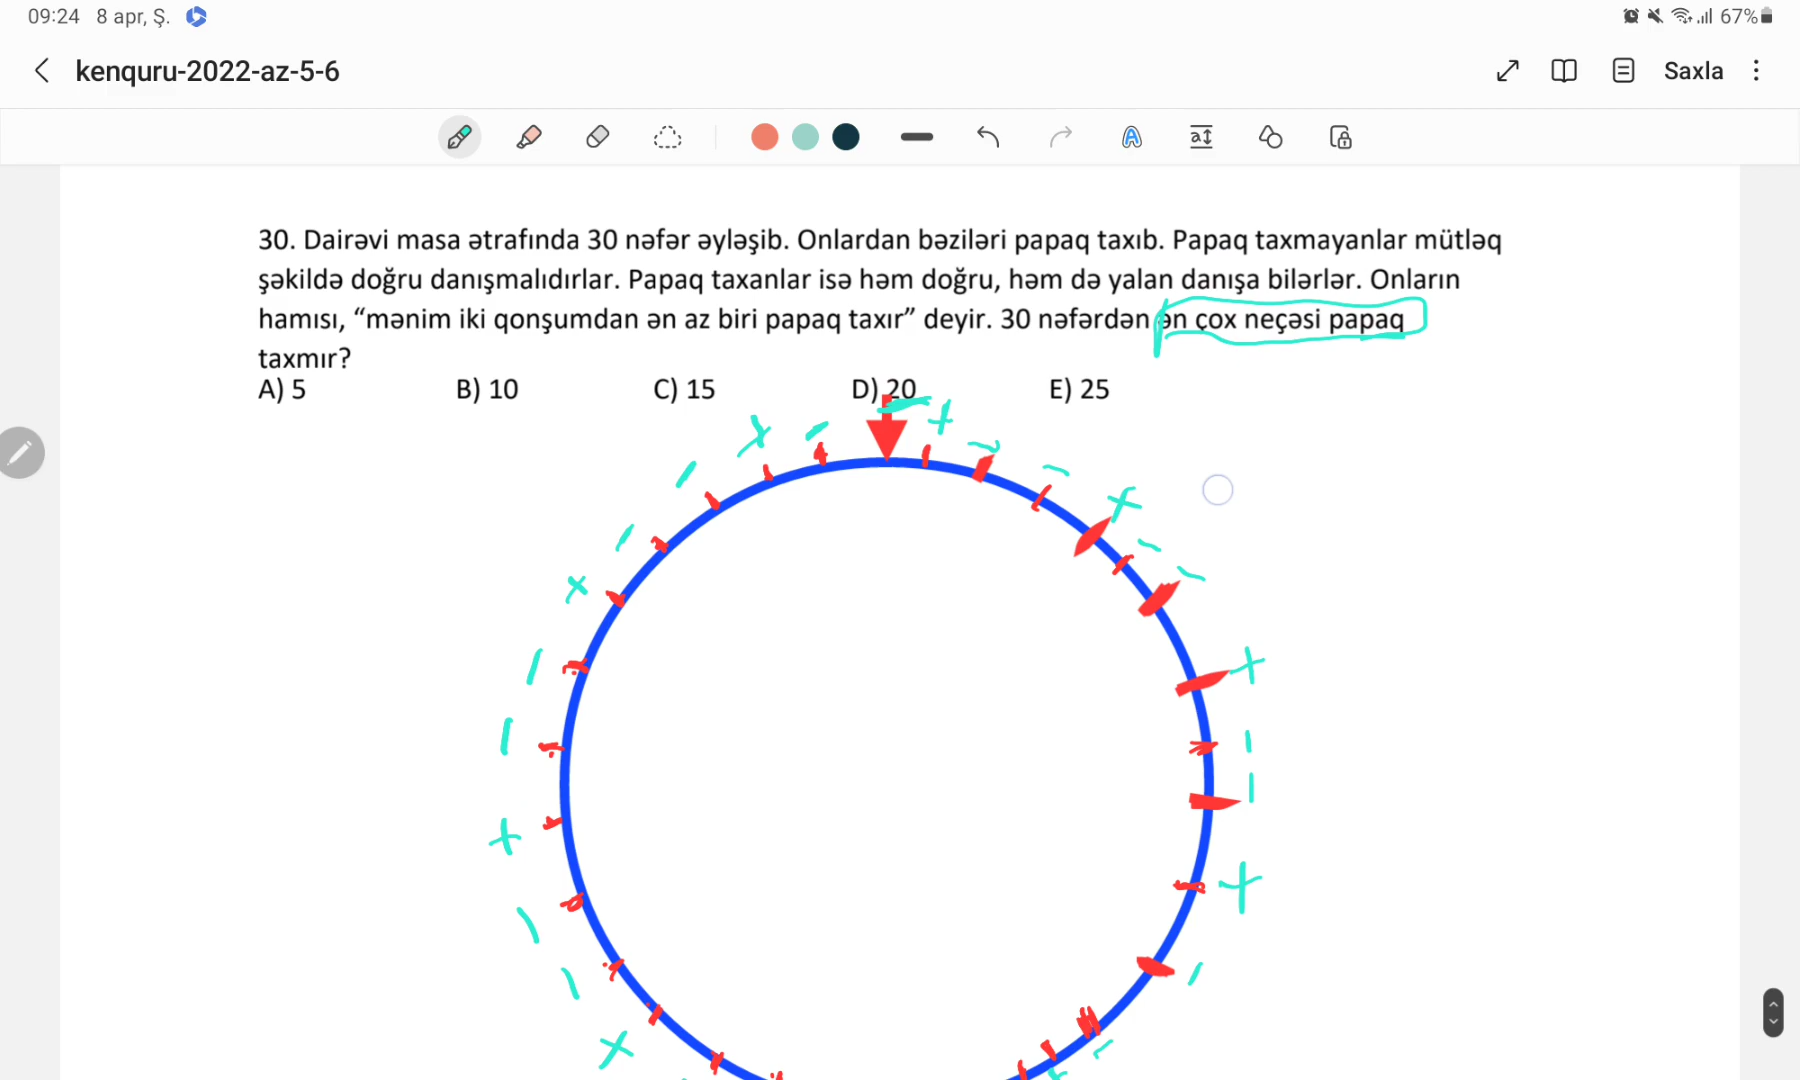 09:24 8 apr, Ş. 67%
kenquru-2022-az-5-6 Saxla
30. Dairəvi masa ətrafında 30 nəfər əyləşib. Onlardan bəziləri papaq taxıb. Papaq taxmayanlar mütləq
şəkildə doğru danışmalıdırlar. Papaq taxanlar isə həm doğru, həm də yalan danışa bilərlər. Onların
hamısı, “mənim iki qonşumdan ən az biri papaq taxır” deyir. 30 nəfərdən ən çox neçəsi papaq
taxmır?
A) 5 B) 10 C) 15 D) 20 E) 25